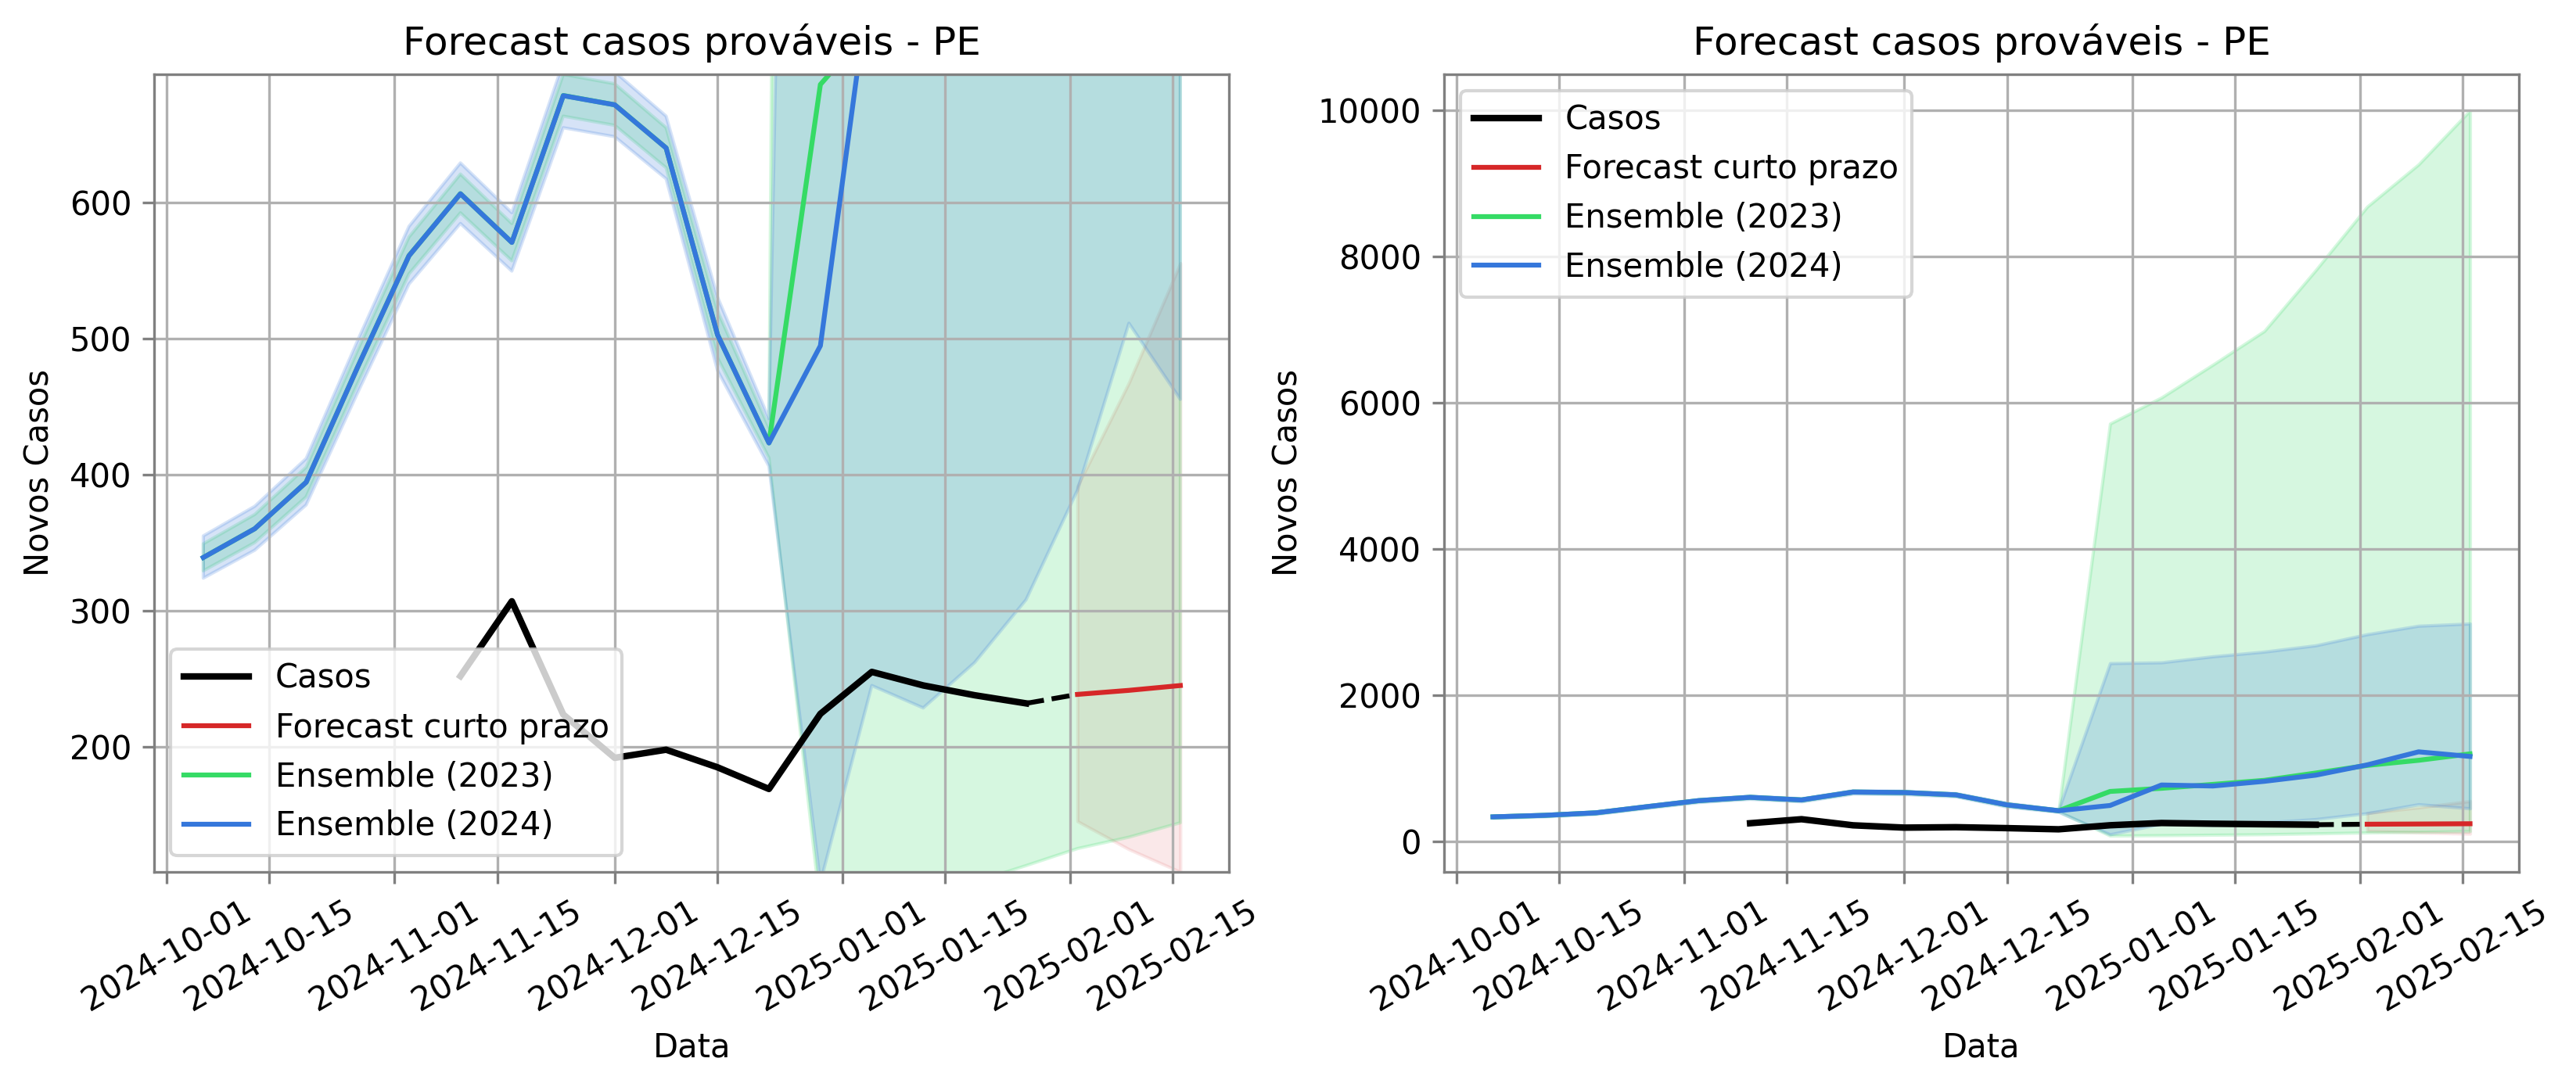 Forecast casos prováveis - PE
Novos Casos
600
500
400
300
200
Casos
Forecast curto prazo
Ensemble (2023)
Ensemble (2024)
2024-10-01
2024-10-15
2024-11-01
2024-11-15
2024-12-01
2024-12-15
2025-01-01
2025-01-15
2025-02-01
2025-02-15
Data
Forecast casos prováveis - PE
Novos Casos
10000
8000
6000
4000
2000
0
Casos
Forecast curto prazo
Ensemble (2023)
Ensemble (2024)
2024-10-01
2024-10-15
2024-11-01
2024-11-15
2024-12-01
2024-12-15
2025-01-01
2025-01-15
2025-02-01
2025-02-15
Data